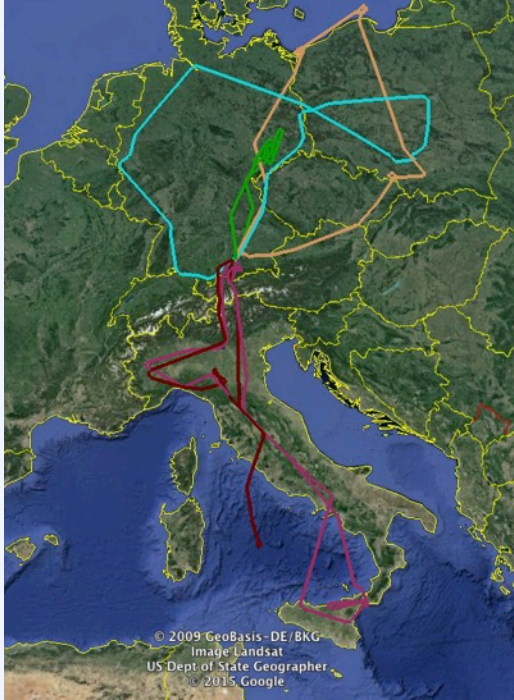 © 2009 GeoBasis-DE/BKG
Image Landsat
US Dept of State Geographer
© 2015 Google